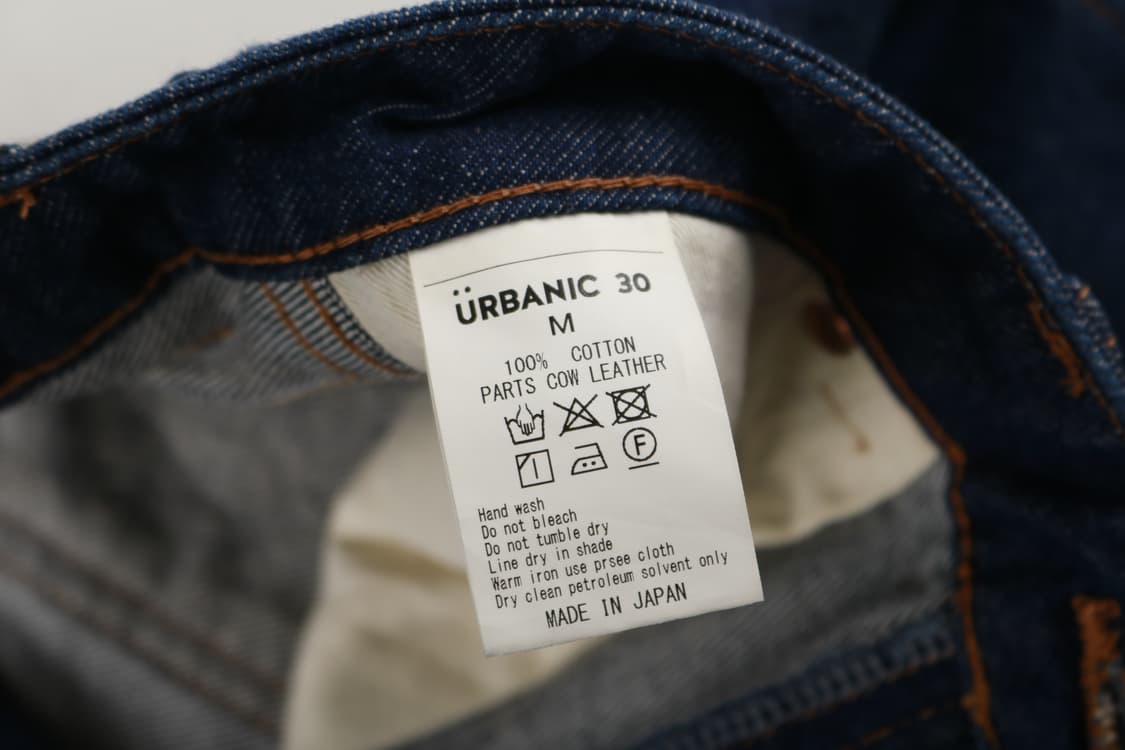 ÜRBANIC 30
M
100% COTTON
PARTS COW LEATHER
F
Hand wash
Do not bleach
Do not tumble dry
Line dry in shade
Warm iron use prsee cloth
Dry clean petroleum solvent only
MADE IN JAPAN